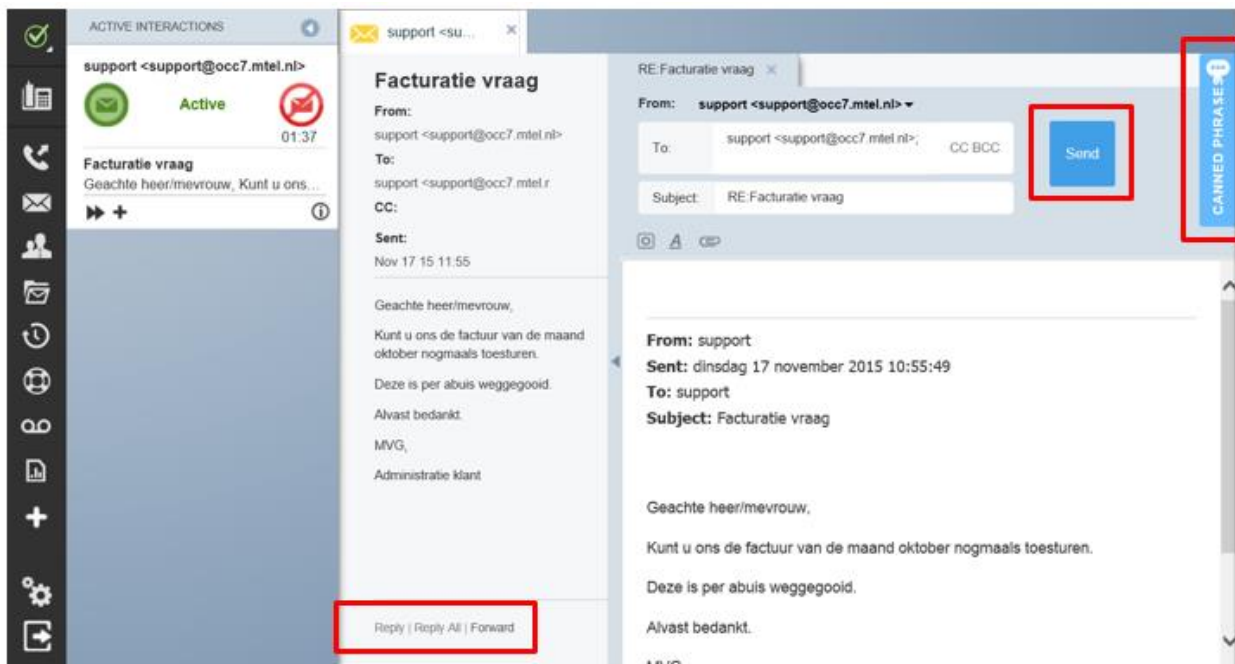 ACTIVE INTERACTIONS
support <support@occ7.mtel.nl>
Active
01:37
Facturatie vraag
Geachte heer/mevrouw, Kunt u ons...
support <su...
Facturatie vraag
From:
support <support@occ7.mtel.nl>
To:
support <support@occ7.mtel.r
CC:
Sent:
Nov 17 15 11:55
Geachte heer/mevrouw,
Kunt u ons de factuur van de maand
oktober nogmaals toesturen.
Deze is per abuis weggegooid.
Alvast bedankt.
MVG,
Administratie klant
Reply | Reply All | Forward
RE:Facturatie vraag
From: support <support@occ7.mtel.nl>
To: support <support@occ7.mtel.nl>; CC BCC
Send
Subject: RE:Facturatie vraag
CANNED PHRASES
From: support
Sent: dinsdag 17 november 2015 10:55:49
To: support
Subject: Facturatie vraag
Geachte heer/mevrouw,
Kunt u ons de factuur van de maand oktober nogmaals toesturen.
Deze is per abuis weggegooid.
Alvast bedankt.